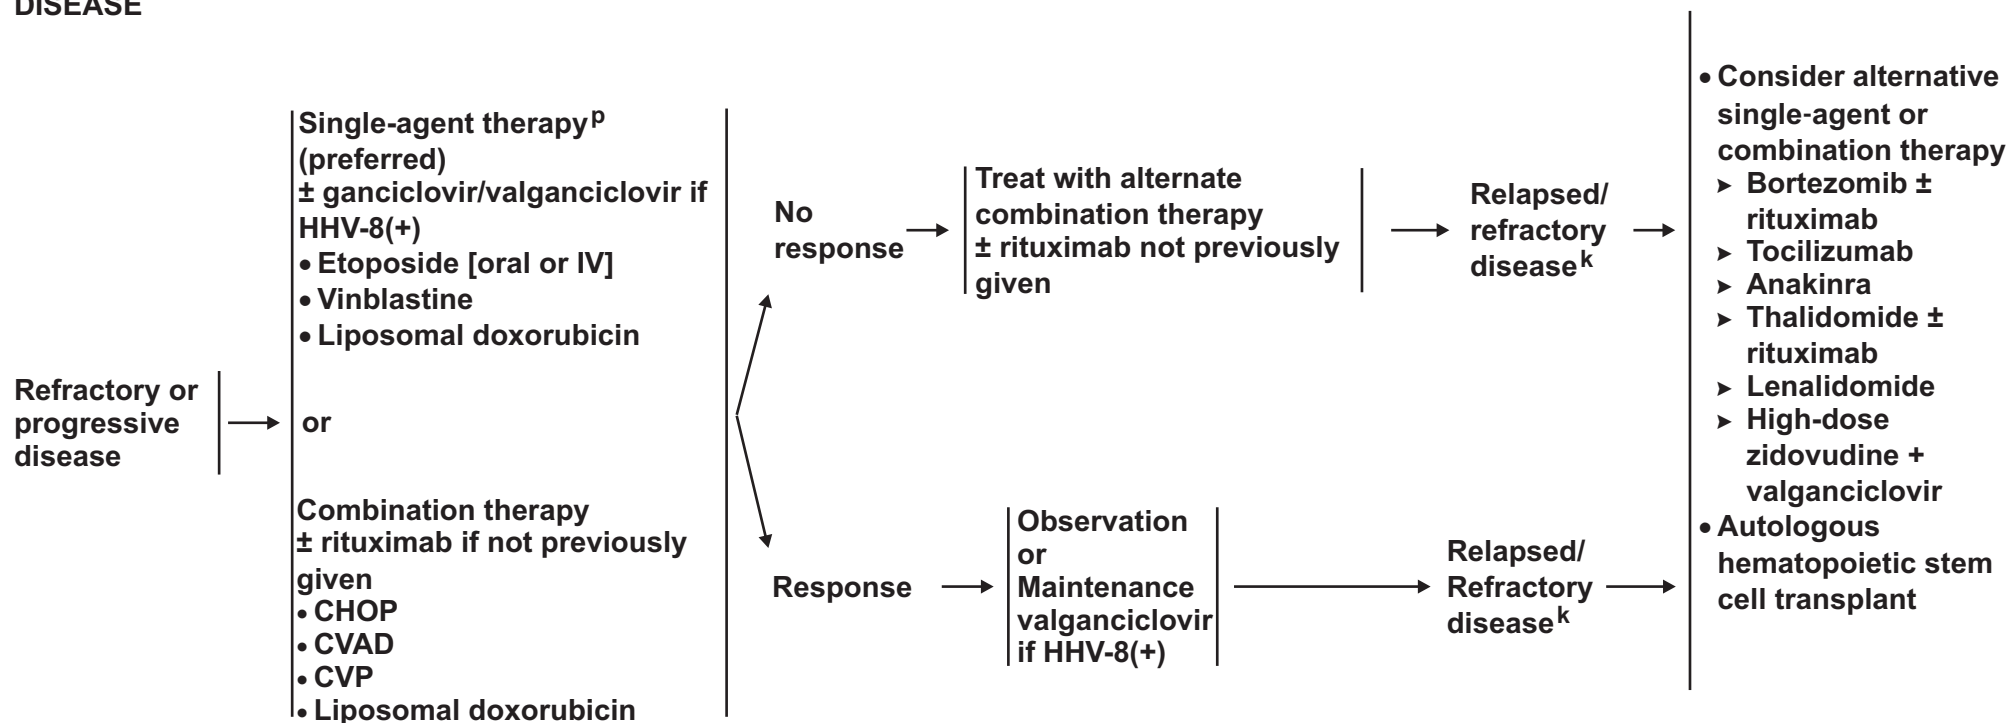 DISEASE
Refractory or
progressive
disease
Single-agent therapyᵖ
(preferred)
± ganciclovir/valganciclovir if
HHV-8(+)
• Etoposide [oral or IV]
• Vinblastine
• Liposomal doxorubicin
or
Combination therapy
± rituximab if not previously
given
• CHOP
• CVAD
• CVP
• Liposomal doxorubicin
No
response
Treat with alternate
combination therapy
± rituximab not previously
given
Relapsed/
refractory
diseaseᵏ
Response
Observation
or
Maintenance
valganciclovir
if HHV-8(+)
Relapsed/
Refractory
diseaseᵏ
• Consider alternative
single-agent or
combination therapy
➤ Bortezomib ±
rituximab
➤ Tocilizumab
➤ Anakinra
➤ Thalidomide ±
rituximab
➤ Lenalidomide
➤ High-dose
zidovudine +
valganciclovir
• Autologous
hematopoietic stem
cell transplant